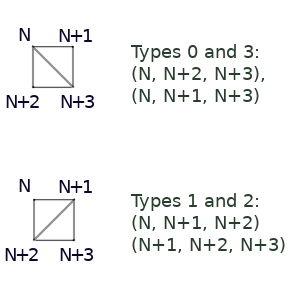 N N+1
N+2 N+3
Types 0 and 3:
(N, N+2, N+3),
(N, N+1, N+3)
N N+1
N+2 N+3
Types 1 and 2:
(N, N+1, N+2)
(N+1, N+2, N+3)